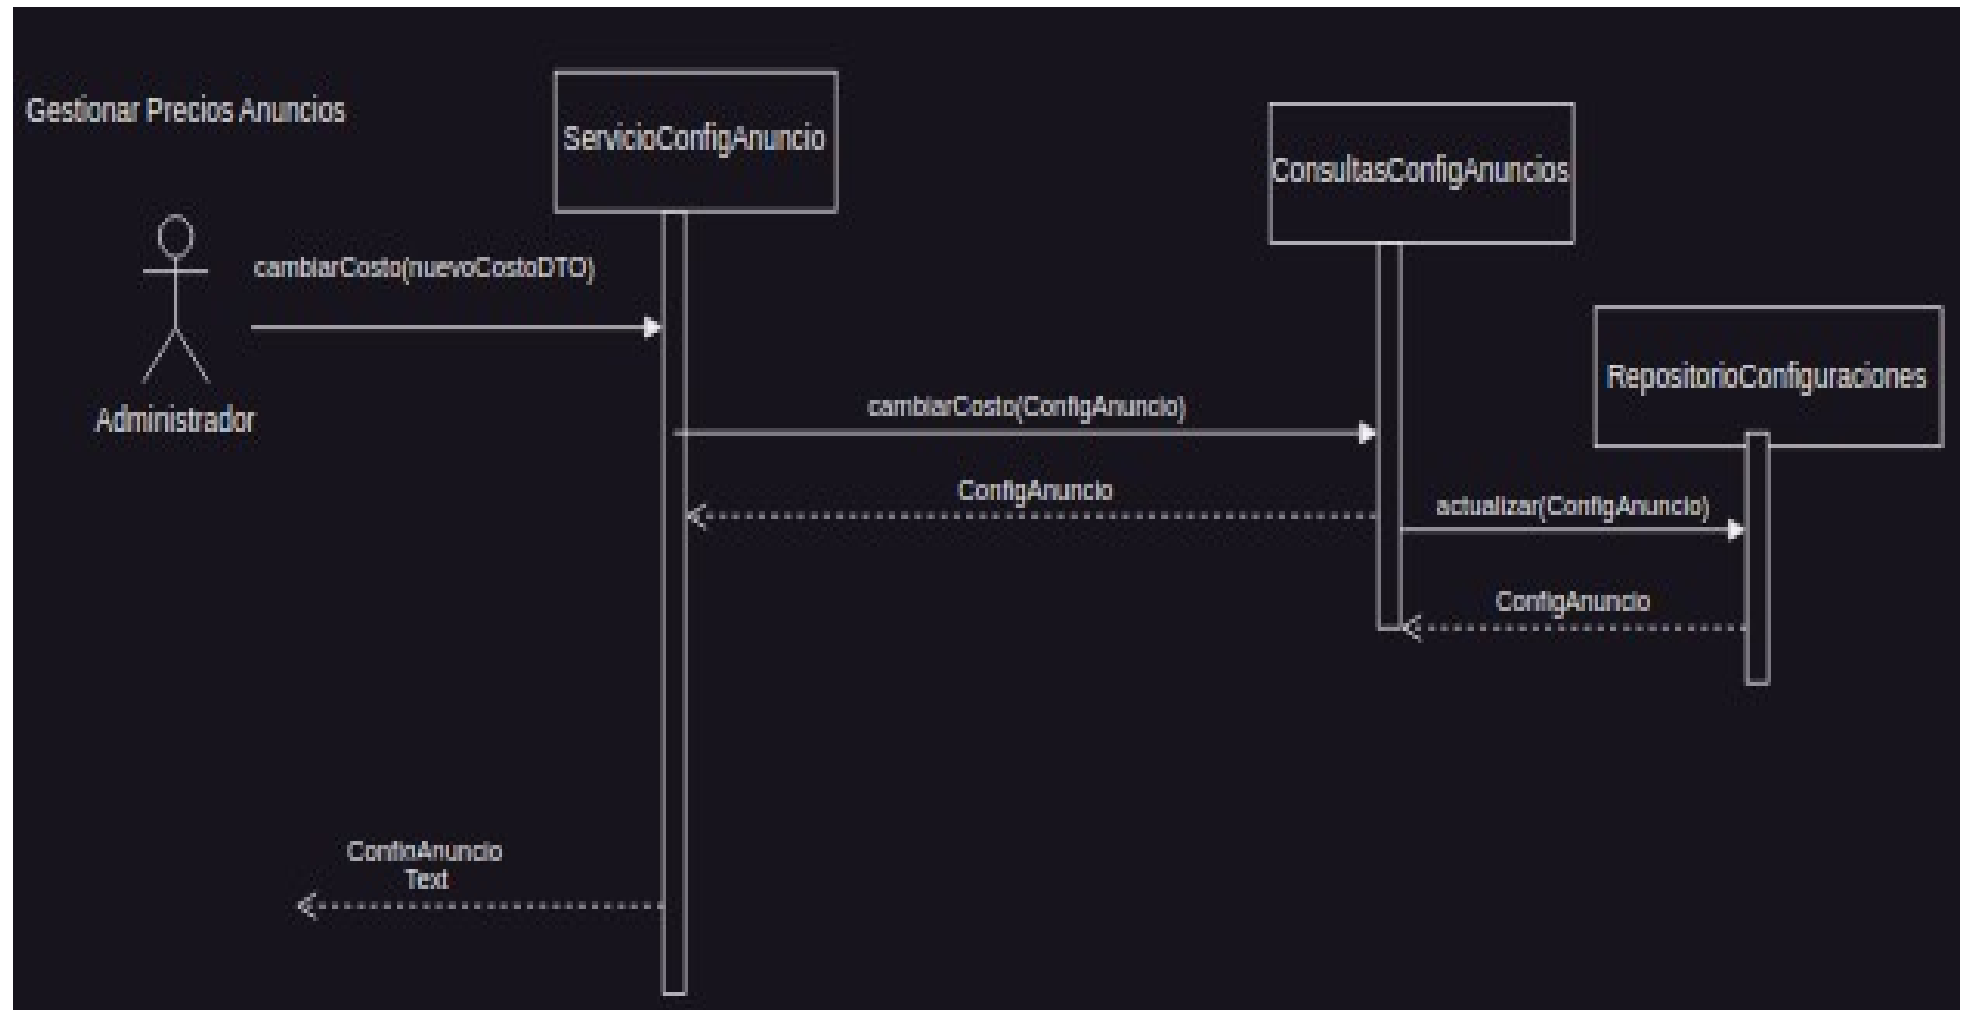 Gestionar Precios Anuncios
ServicioConfigAnuncio
ConsultasConfigAnuncios
cambiarCosto(nuevoCostoDTO)
Administrador
RepositorioConfiguraciones
cambiarCosto(ConfigAnuncio)
ConfigAnuncio
actualizar(ConfigAnuncio)
ConfigAnuncio
ConfigAnuncio
Text